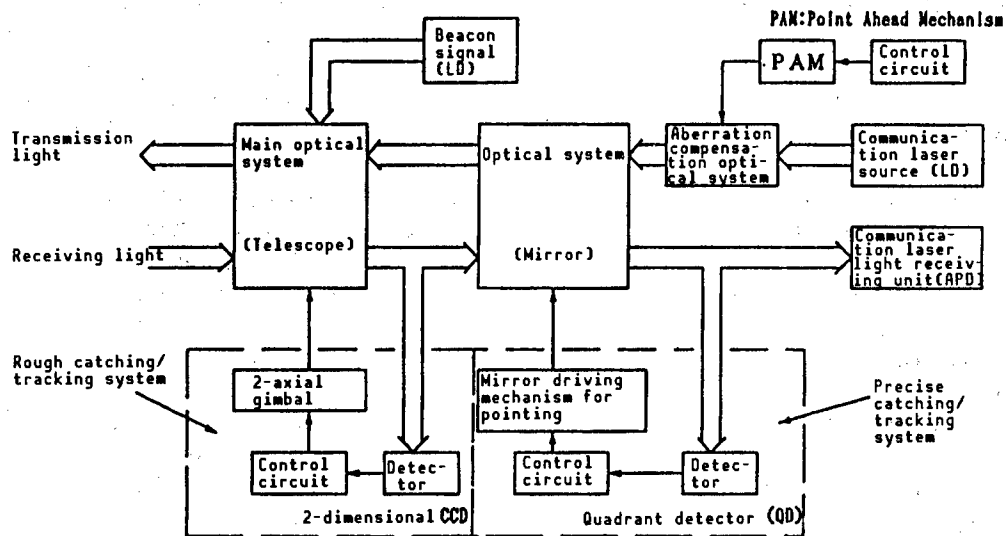 PAM:Point Ahead Mechanism
Beacon
signal
(LD)
PAM
Control
circuit
Transmission
light
Main optical
system
Optical system
Aberration
compensation opti-
cal system
Communica-
tion laser
source (LD)
Receiving light
(Telescope)
(Mirror)
Communica-
tion laser
light receiv-
ing unit(APD)
Rough catching/
tracking system
2-axial
gimbal
Mirror driving
mechanism for
pointing
Precise
catching/
tracking
system
Control
circuit
Detec-
tor
Control
circuit
Detec-
tor
2-dimensional CCD
Quadrant detector (QD)